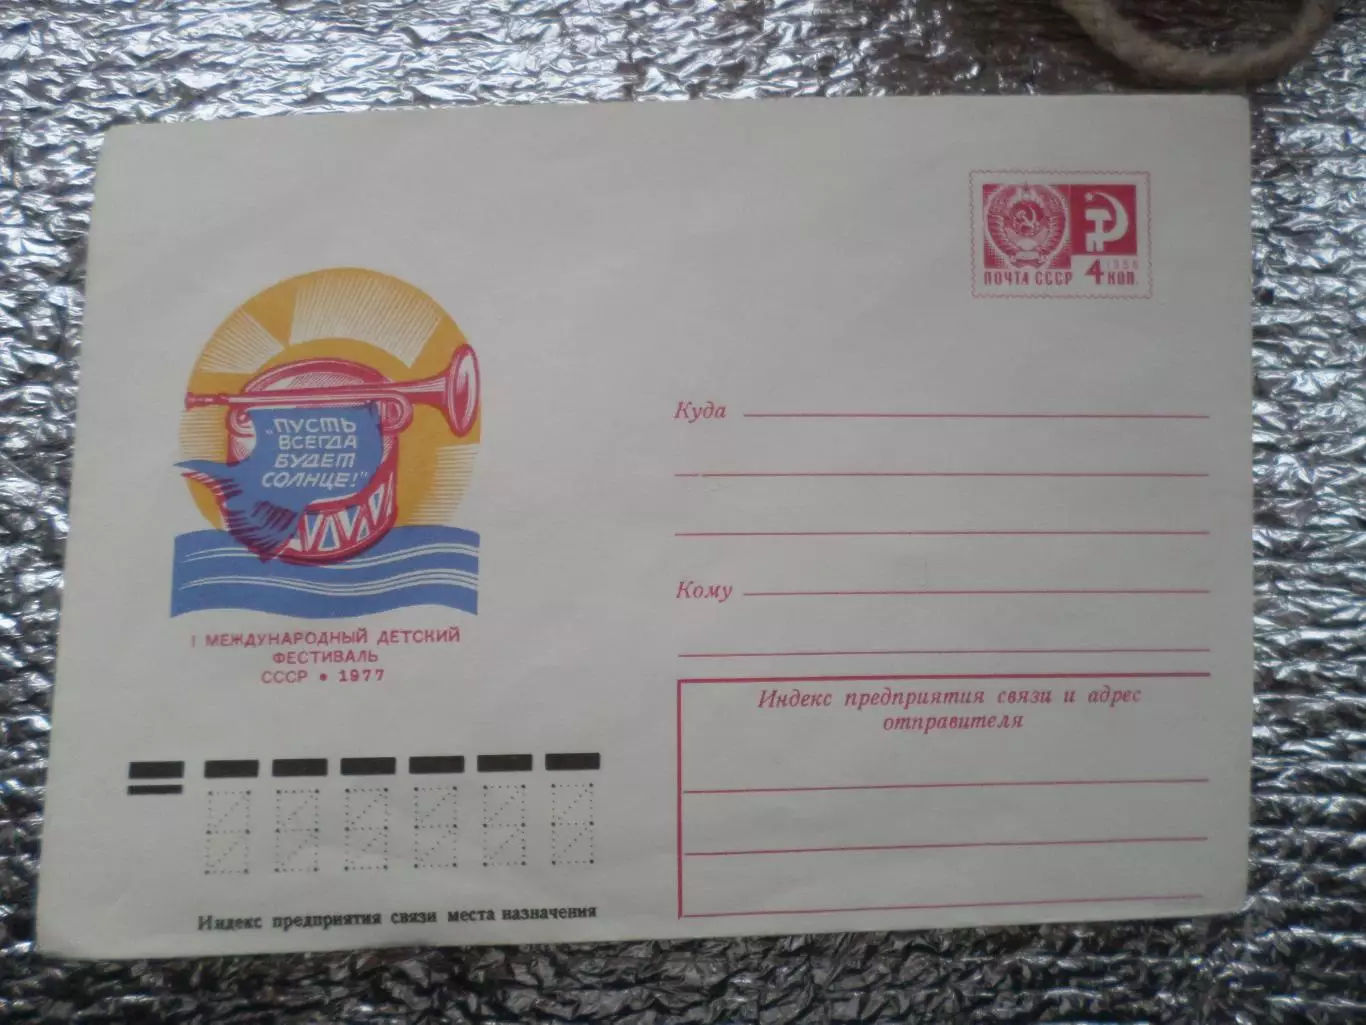 ПОЧТА СССР 4 1966 КОП.
„ПУСТЬ
ВСЕГДА
БУДЕТ
СОЛНЦЕ!"
I МЕЖДУНАРОДНЫЙ ДЕТСКИЙ
ФЕСТИВАЛЬ
СССР • 1977
Куда
Кому
Индекс предприятия связи и адрес
отправителя
Индекс предприятия связи места назначения